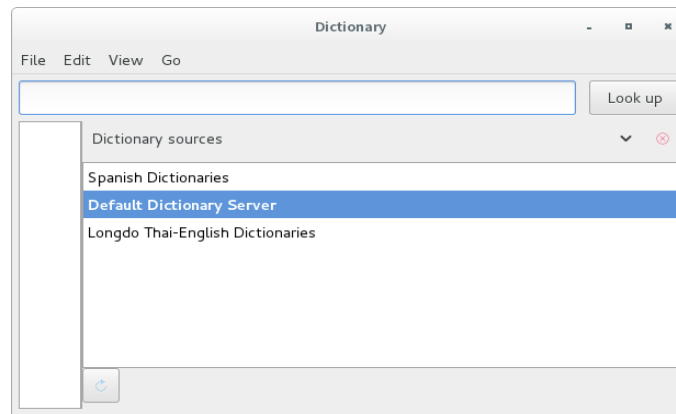 Dictionary
File Edit View Go
Look up
Dictionary sources
Spanish Dictionaries
Default Dictionary Server
Longdo Thai-English Dictionaries